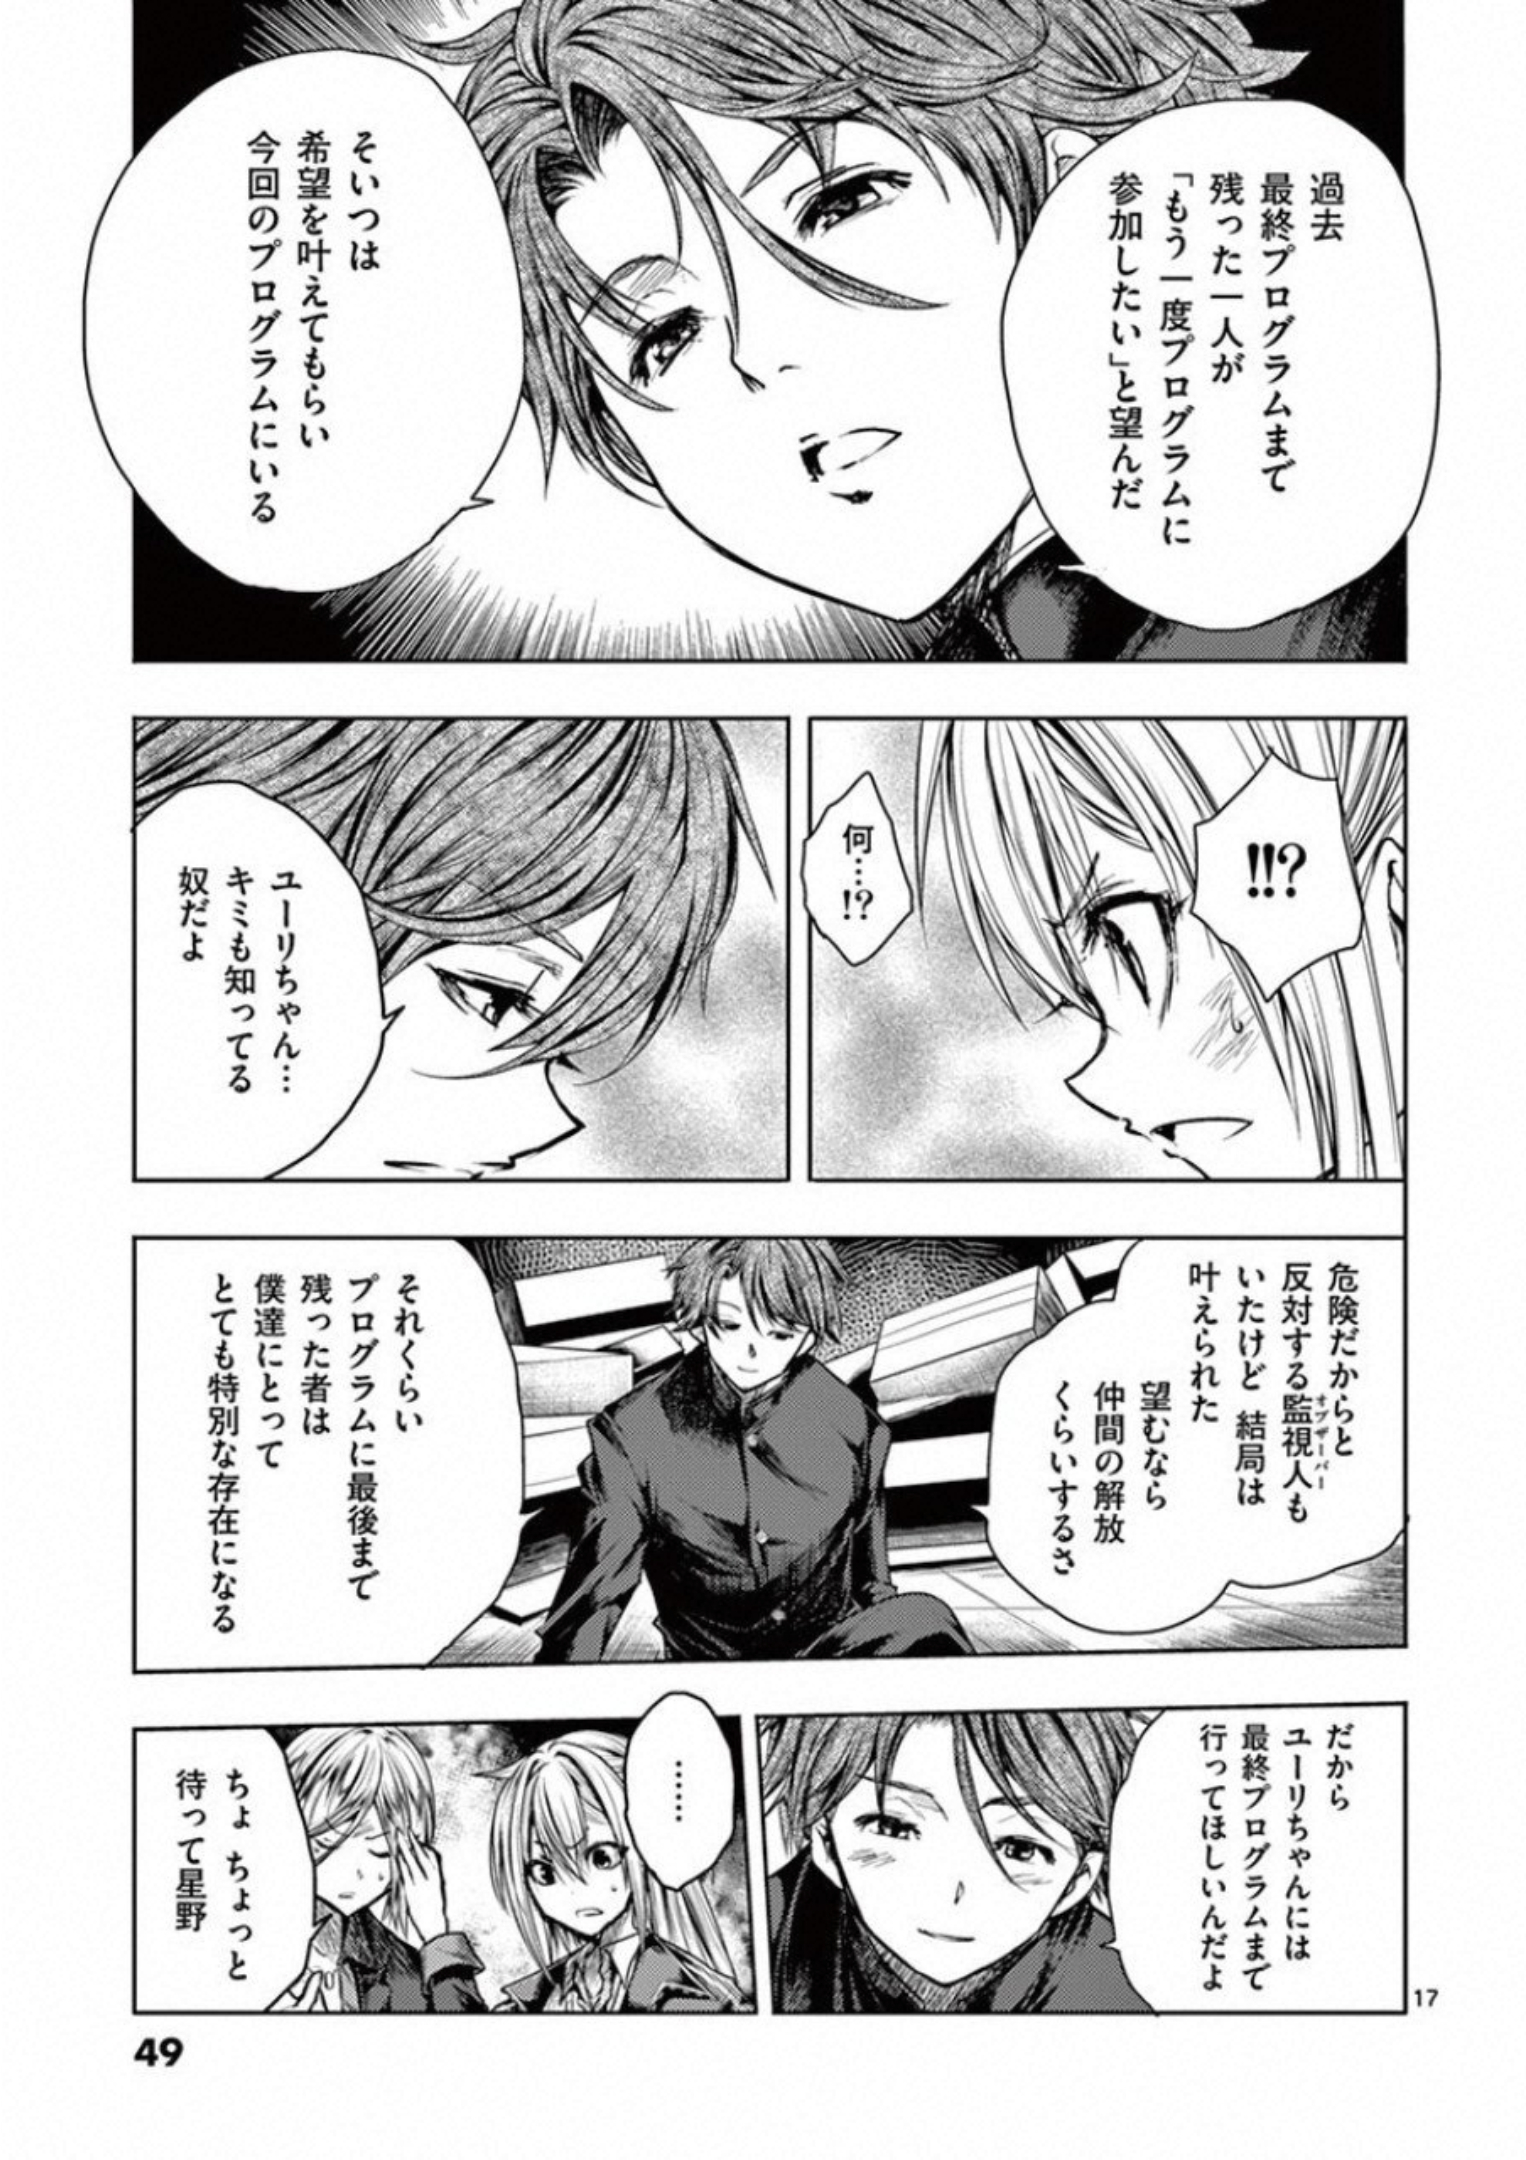 過去
最終プログラムまで
残った一人が
「もう一度プログラムに
参加したい」と望んだ
そいつは
希望を叶えてもらい
今回のプログラムにいる
!!?
何…!?
ユーリちゃん…
キミも知ってる
奴だよ
危険だからと
反対する監視人も
オブザーバー
いたけど 結局は
叶えられた
望むなら
仲間の解放
くらいするさ
それくらい
プログラムに最後まで
残った者は
僕達にとって
とても特別な存在になる
だから
ユーリちゃんには
最終プログラムまで
行ってほしいんだよ
……
ちょ ちょっと
待って星野
17
49